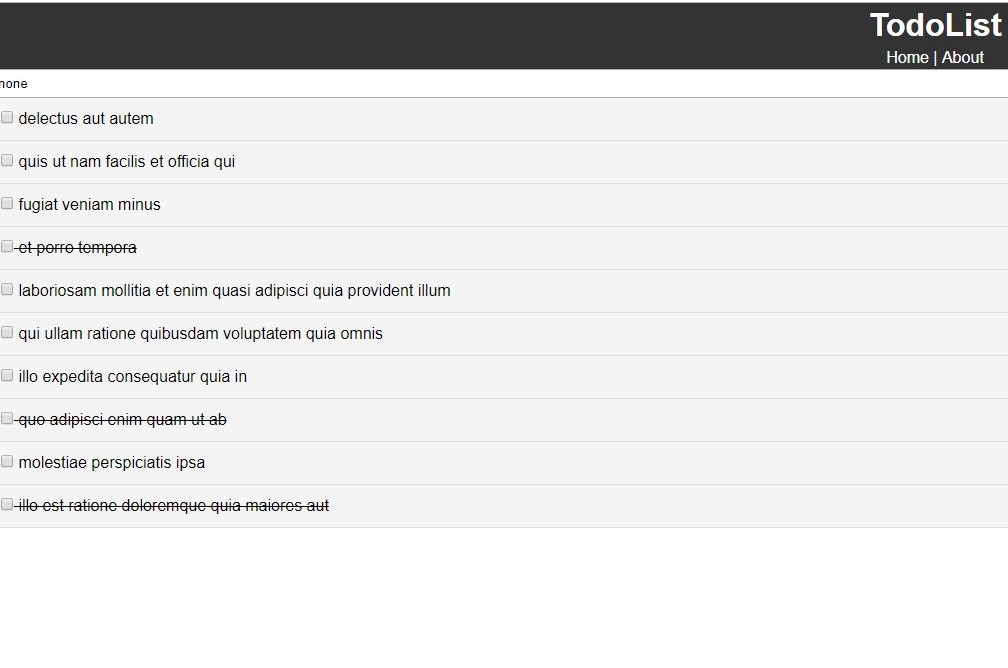 TodoList
Home | About
none
delectus aut autem
quis ut nam facilis et officia qui
fugiat veniam minus
et porro tempora
laboriosam mollitia et enim quasi adipisci quia provident illum
qui ullam ratione quibusdam voluptatem quia omnis
illo expedita consequatur quia in
quo adipisci enim quam ut ab
molestiae perspiciatis ipsa
illo est ratione doloremque quia maiores aut